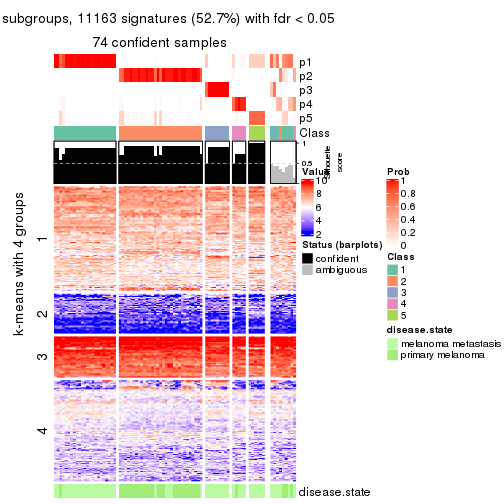 subgroups, 11163 signatures (52.7%) with fdr < 0.05
74 confident samples
p1
p2
p3
p4
p5
Class
1
0.5
0
Silhouette
score
k-means with 4 groups
1
2
3
4
disease.state
Value
10
8
6
4
2
Status (barplots)
confident
ambiguous
Prob
1
0.8
0.6
0.4
0.2
0
Class
1
2
3
4
5
disease.state
melanoma metastasis
primary melanoma